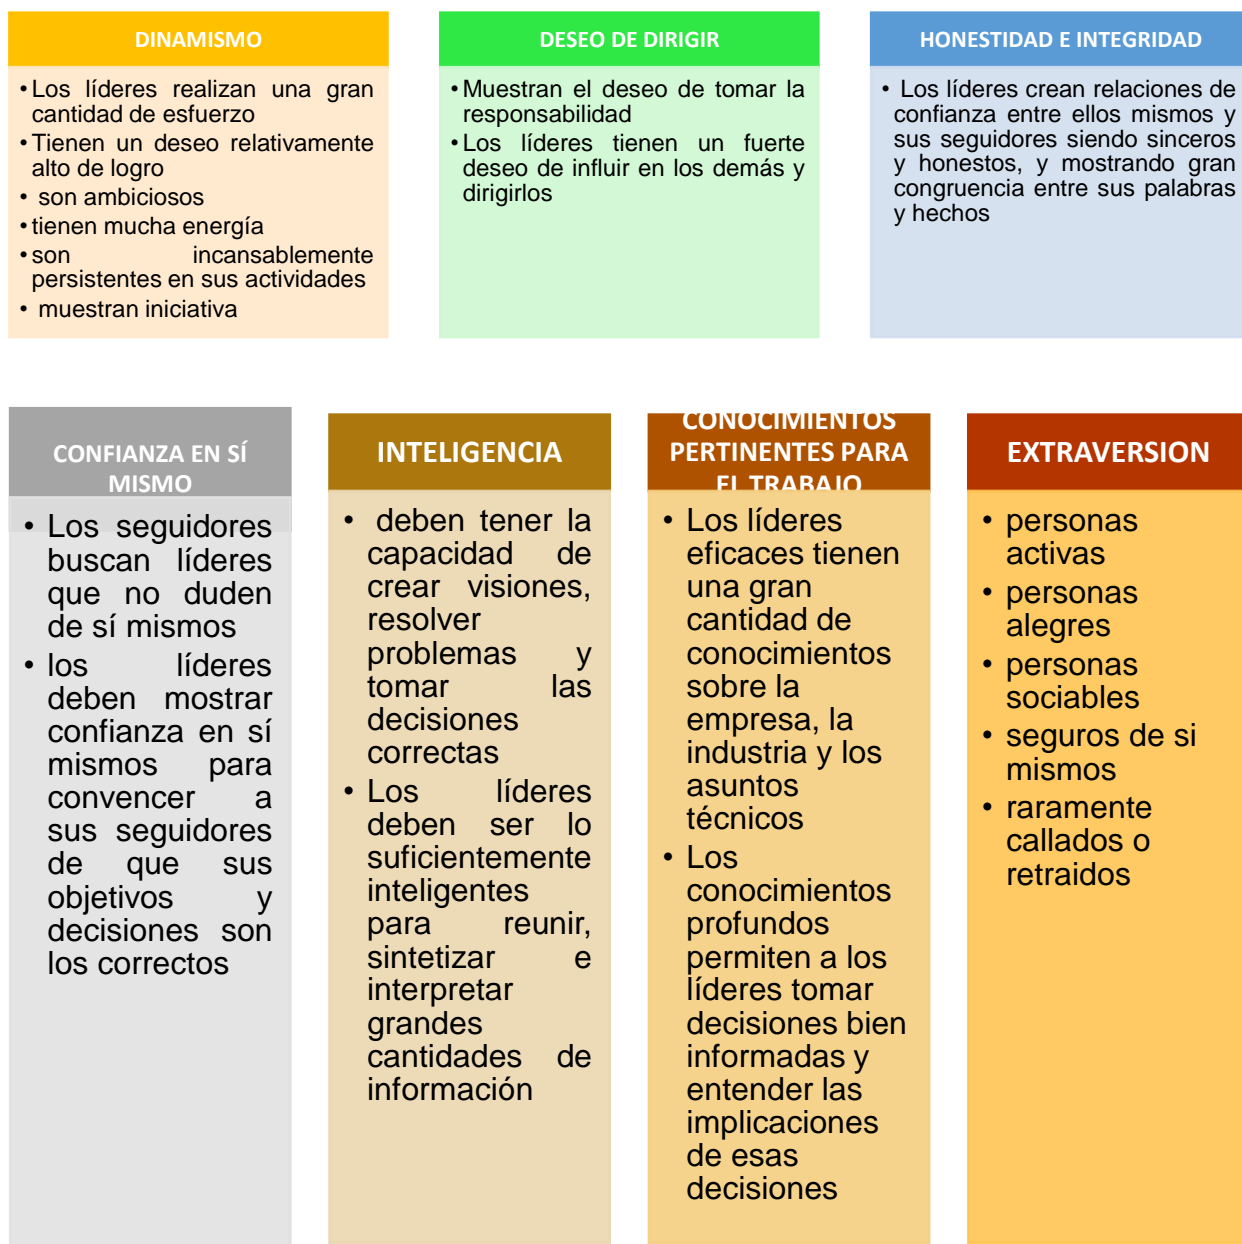 DINAMISMO
• Los líderes realizan una gran
cantidad de esfuerzo
• Tienen un deseo relativamente
alto de logro
• son ambiciosos
• tienen mucha energía
• son incansablemente
persistentes en sus actividades
• muestran iniciativa
DESEO DE DIRIGIR
• Muestran el deseo de tomar la
responsabilidad
• Los líderes tienen un fuerte
deseo de influir en los demás y
dirigirlos
HONESTIDAD E INTEGRIDAD
• Los líderes crean relaciones de
confianza entre ellos mismos y
sus seguidores siendo sinceros
y honestos, y mostrando gran
congruencia entre sus palabras
y hechos
CONFIANZA EN SÍ
MISMO
• Los seguidores
buscan líderes
que no duden
de sí mismos
• los líderes
deben mostrar
confianza en sí
mismos para
convencer a
sus seguidores
de que sus
objetivos y
decisiones son
los correctos
INTELIGENCIA
• deben tener la
capacidad de
crear visiones,
resolver
problemas y
tomar las
decisiones
correctas
• Los líderes
deben ser lo
suficientemente
inteligentes
para reunir,
sintetizar e
interpretar
grandes
cantidades de
información
CONOCIMIENTOS
PERTINENTES PARA
EL TRABAJO
• Los líderes
eficaces tienen
una gran
cantidad de
conocimientos
sobre la
empresa, la
industria y los
asuntos
técnicos
• Los
conocimientos
profundos
permiten a los
líderes tomar
decisiones bien
informadas y
entender las
implicaciones
de esas
decisiones
EXTRAVERSION
• personas
activas
• personas
alegres
• personas
sociables
• seguros de si
mismos
• raramente
callados o
retraidos